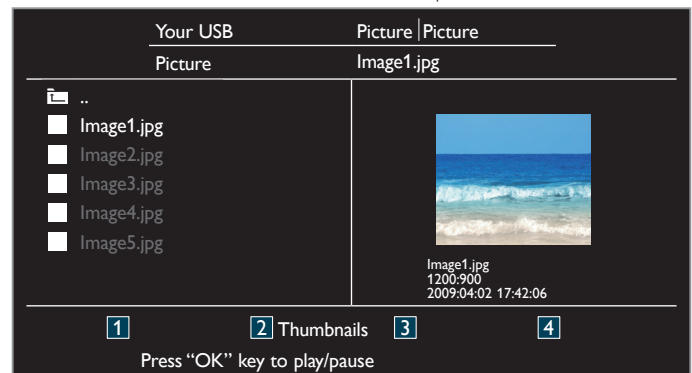 Your USB Picture Picture
Picture Image1.jpg
..
Image1.jpg
Image2.jpg
Image3.jpg
Image4.jpg
Image5.jpg
Image1.jpg
1200:900
2009:04:02 17:42:06
1 2 Thumbnails 3 4
Press “OK” key to play/pause